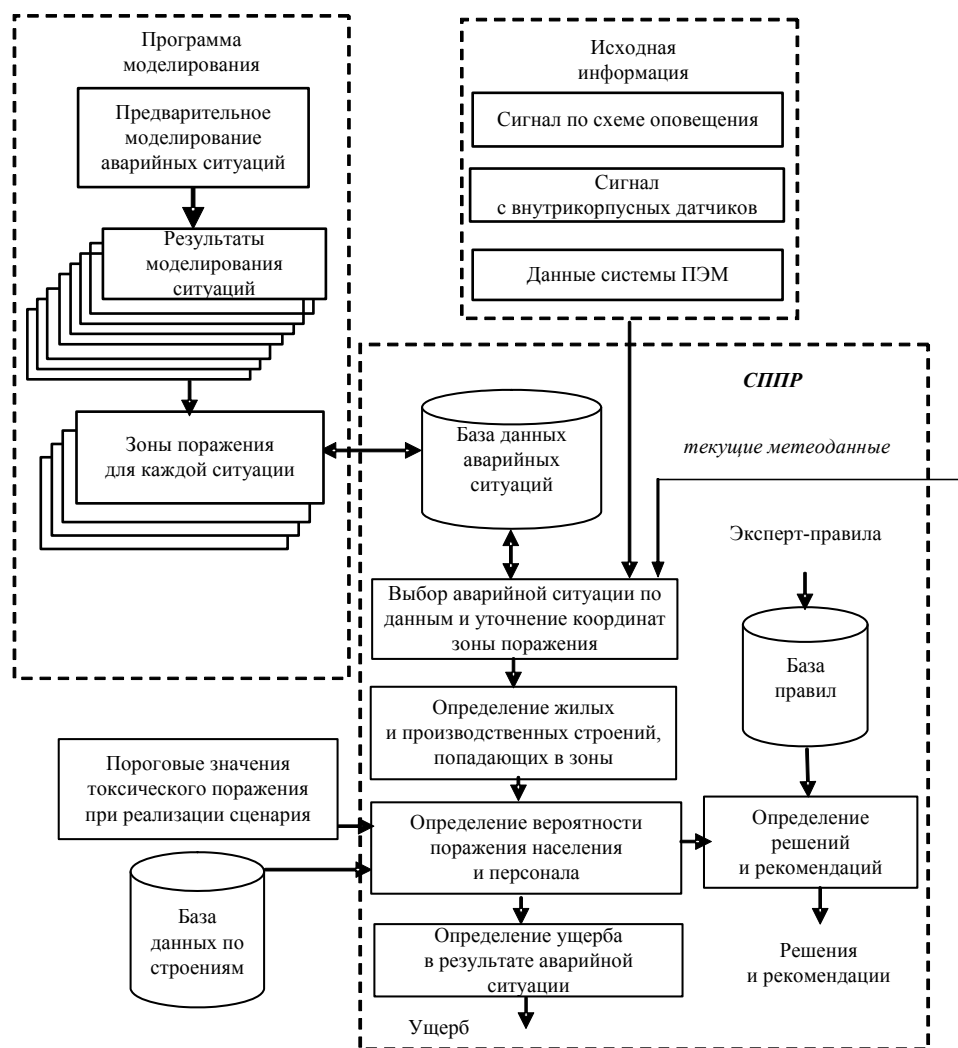 Программа
моделирования
Предварительное
моделирование
аварийных ситуаций
Результаты
моделирования
ситуаций
Зоны поражения
для каждой ситуации
Исходная
информация
Сигнал по схеме оповещения
Сигнал
с внутрикорпусных датчиков
Данные системы ПЭМ
СППР
База данных
аварийных
ситуаций
текущие метеоданные
Эксперт-правила
Выбор аварийной ситуации по
данным и уточнение координат
зоны поражения
База
правил
Определение жилых
и производственных строений,
попадающих в зоны
Пороговые значения
токсического поражения
при реализации сценария
Определение вероятности
поражения населения
и персонала
Определение
решений
и рекомендаций
База
данных по
строениям
Определение ущерба
в результате аварийной
ситуации
Решения
и рекомендации
Ущерб